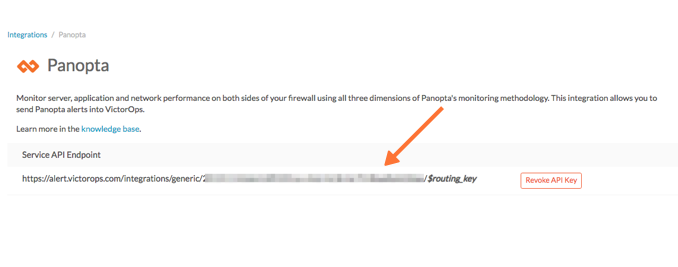 Integrations / Panopta
Panopta
Monitor server, application and network performance on both sides of your firewall using all three dimensions of Panopta's monitoring methodology. This integration allows you to
send Panopta alerts into VictorOps.
Learn more in the knowledge base.
Service API Endpoint
https://alert.victorops.com/integrations/generic/2 /$routing_key Revoke API Key